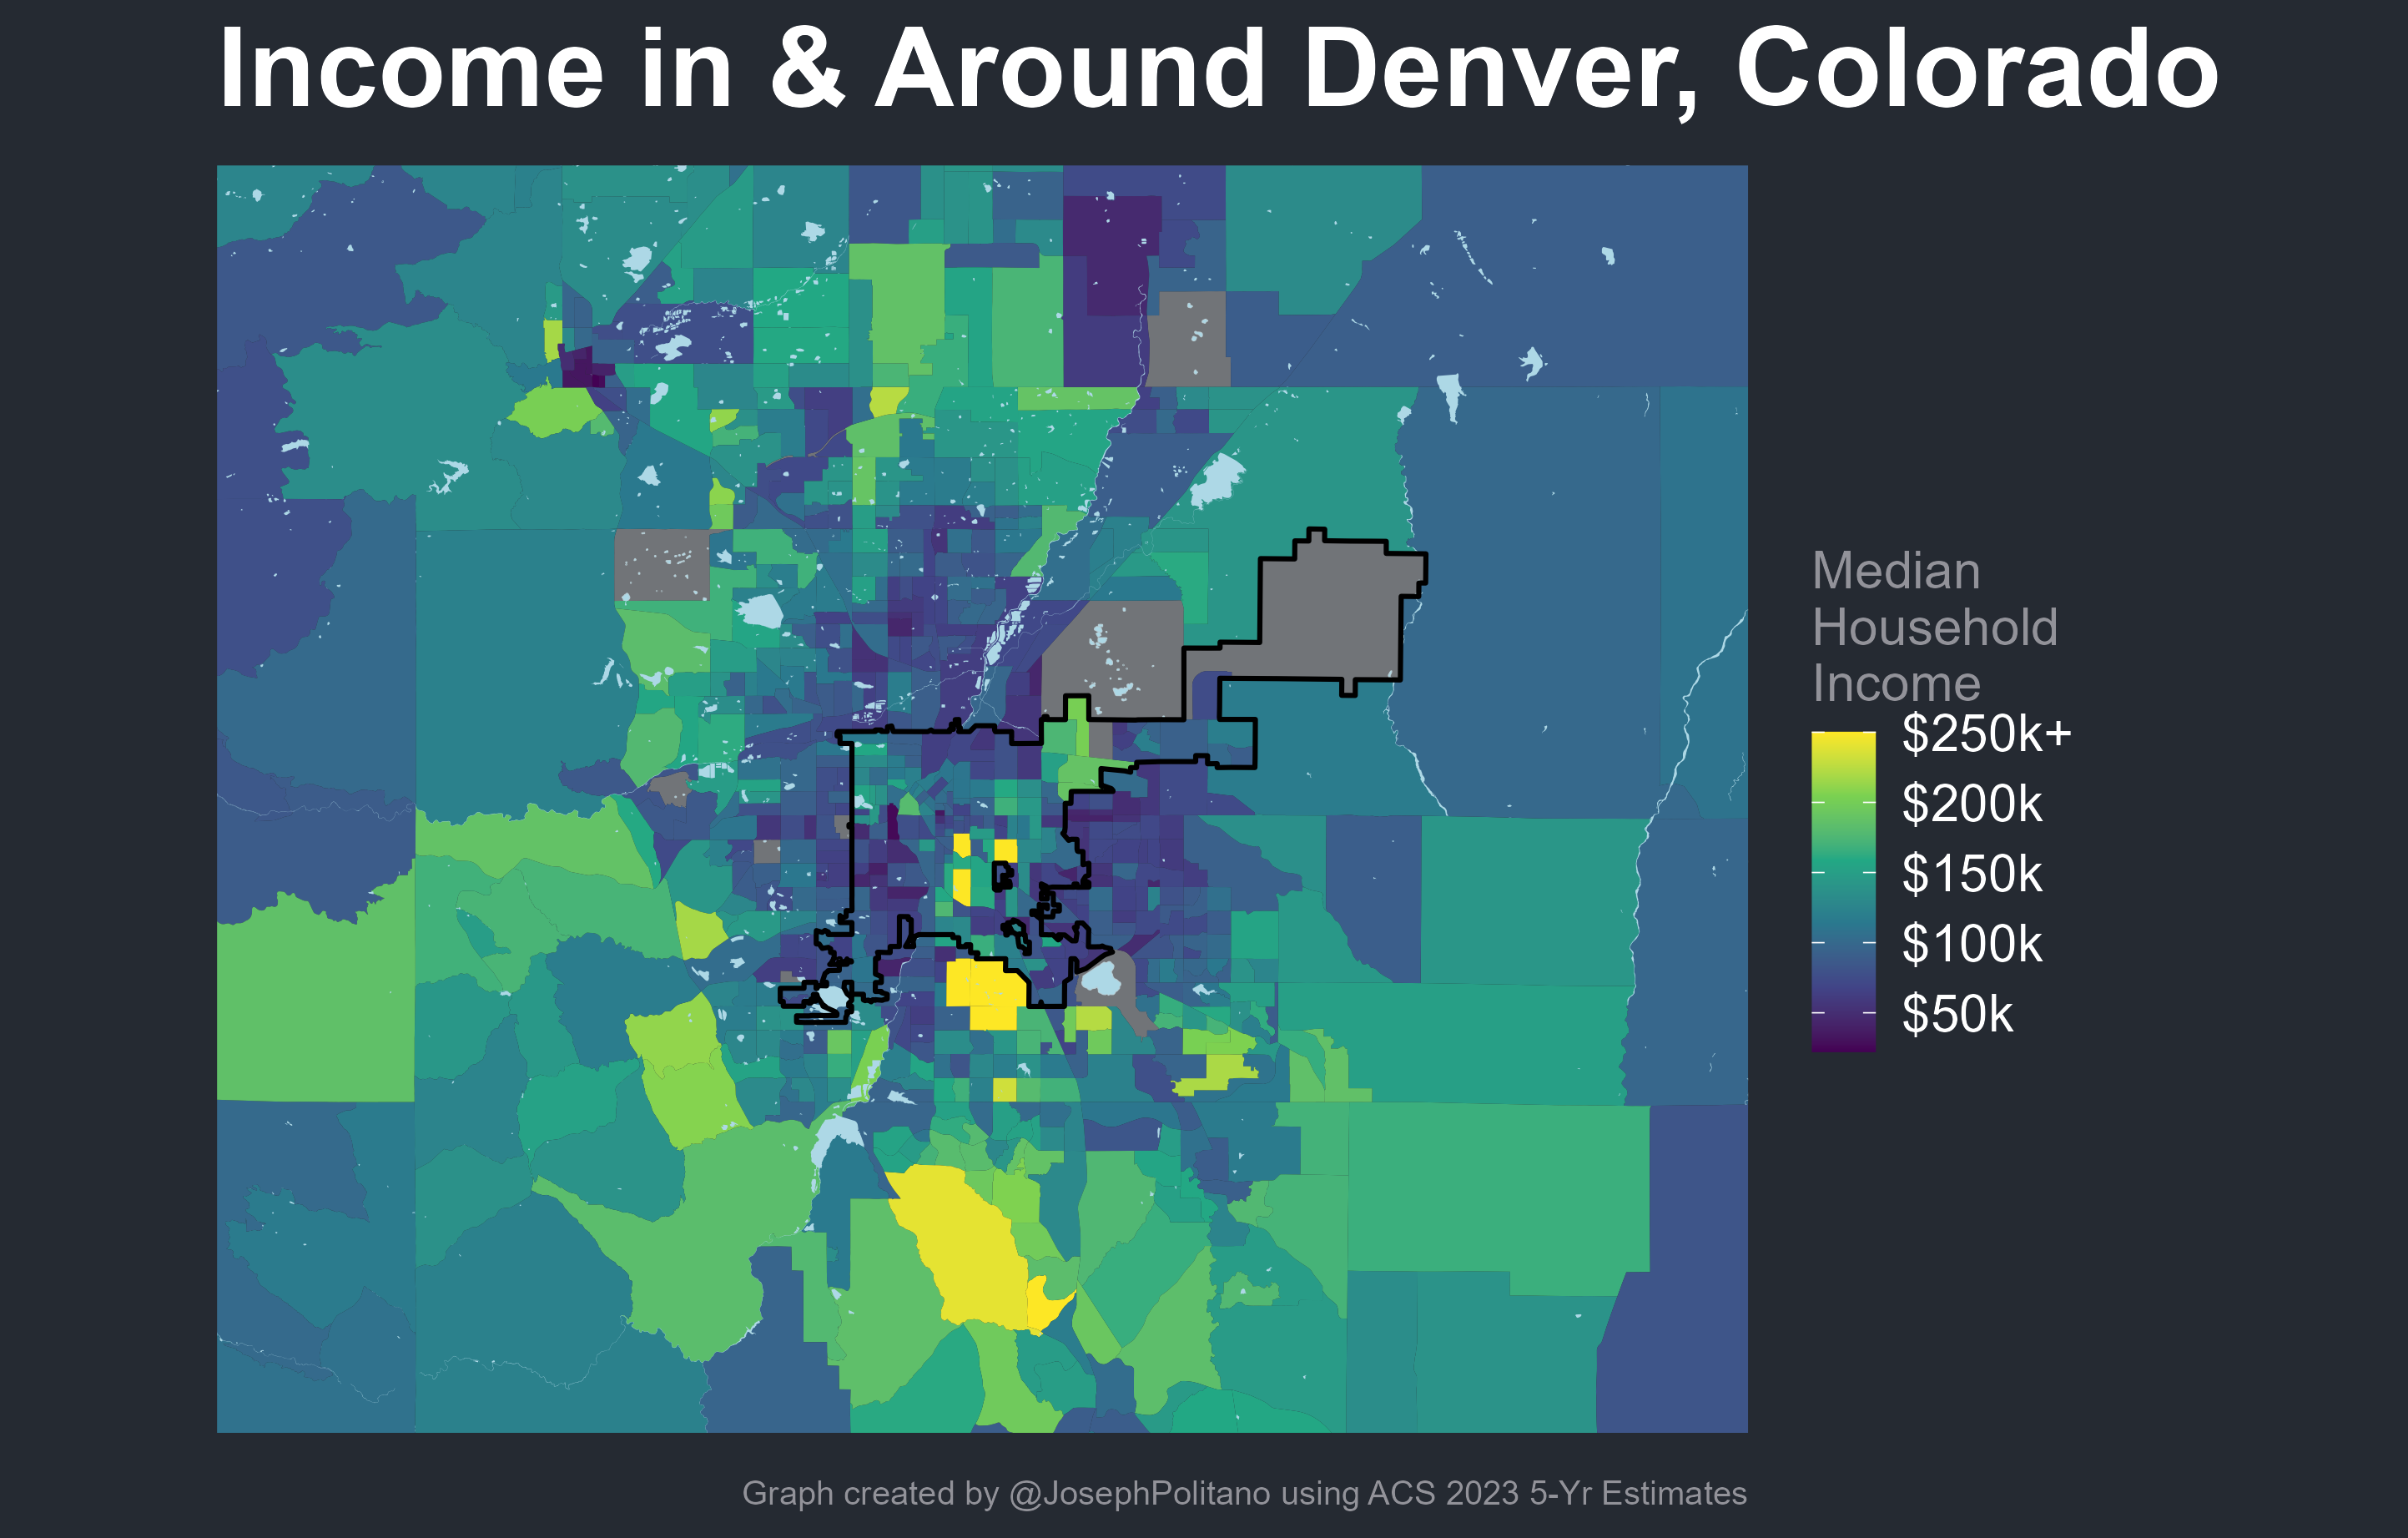 Income in & Around Denver, Colorado
Median
Household
Income
$250k+
$200k
$150k
$100k
$50k
Graph created by @JosephPolitano using ACS 2023 5-Yr Estimates